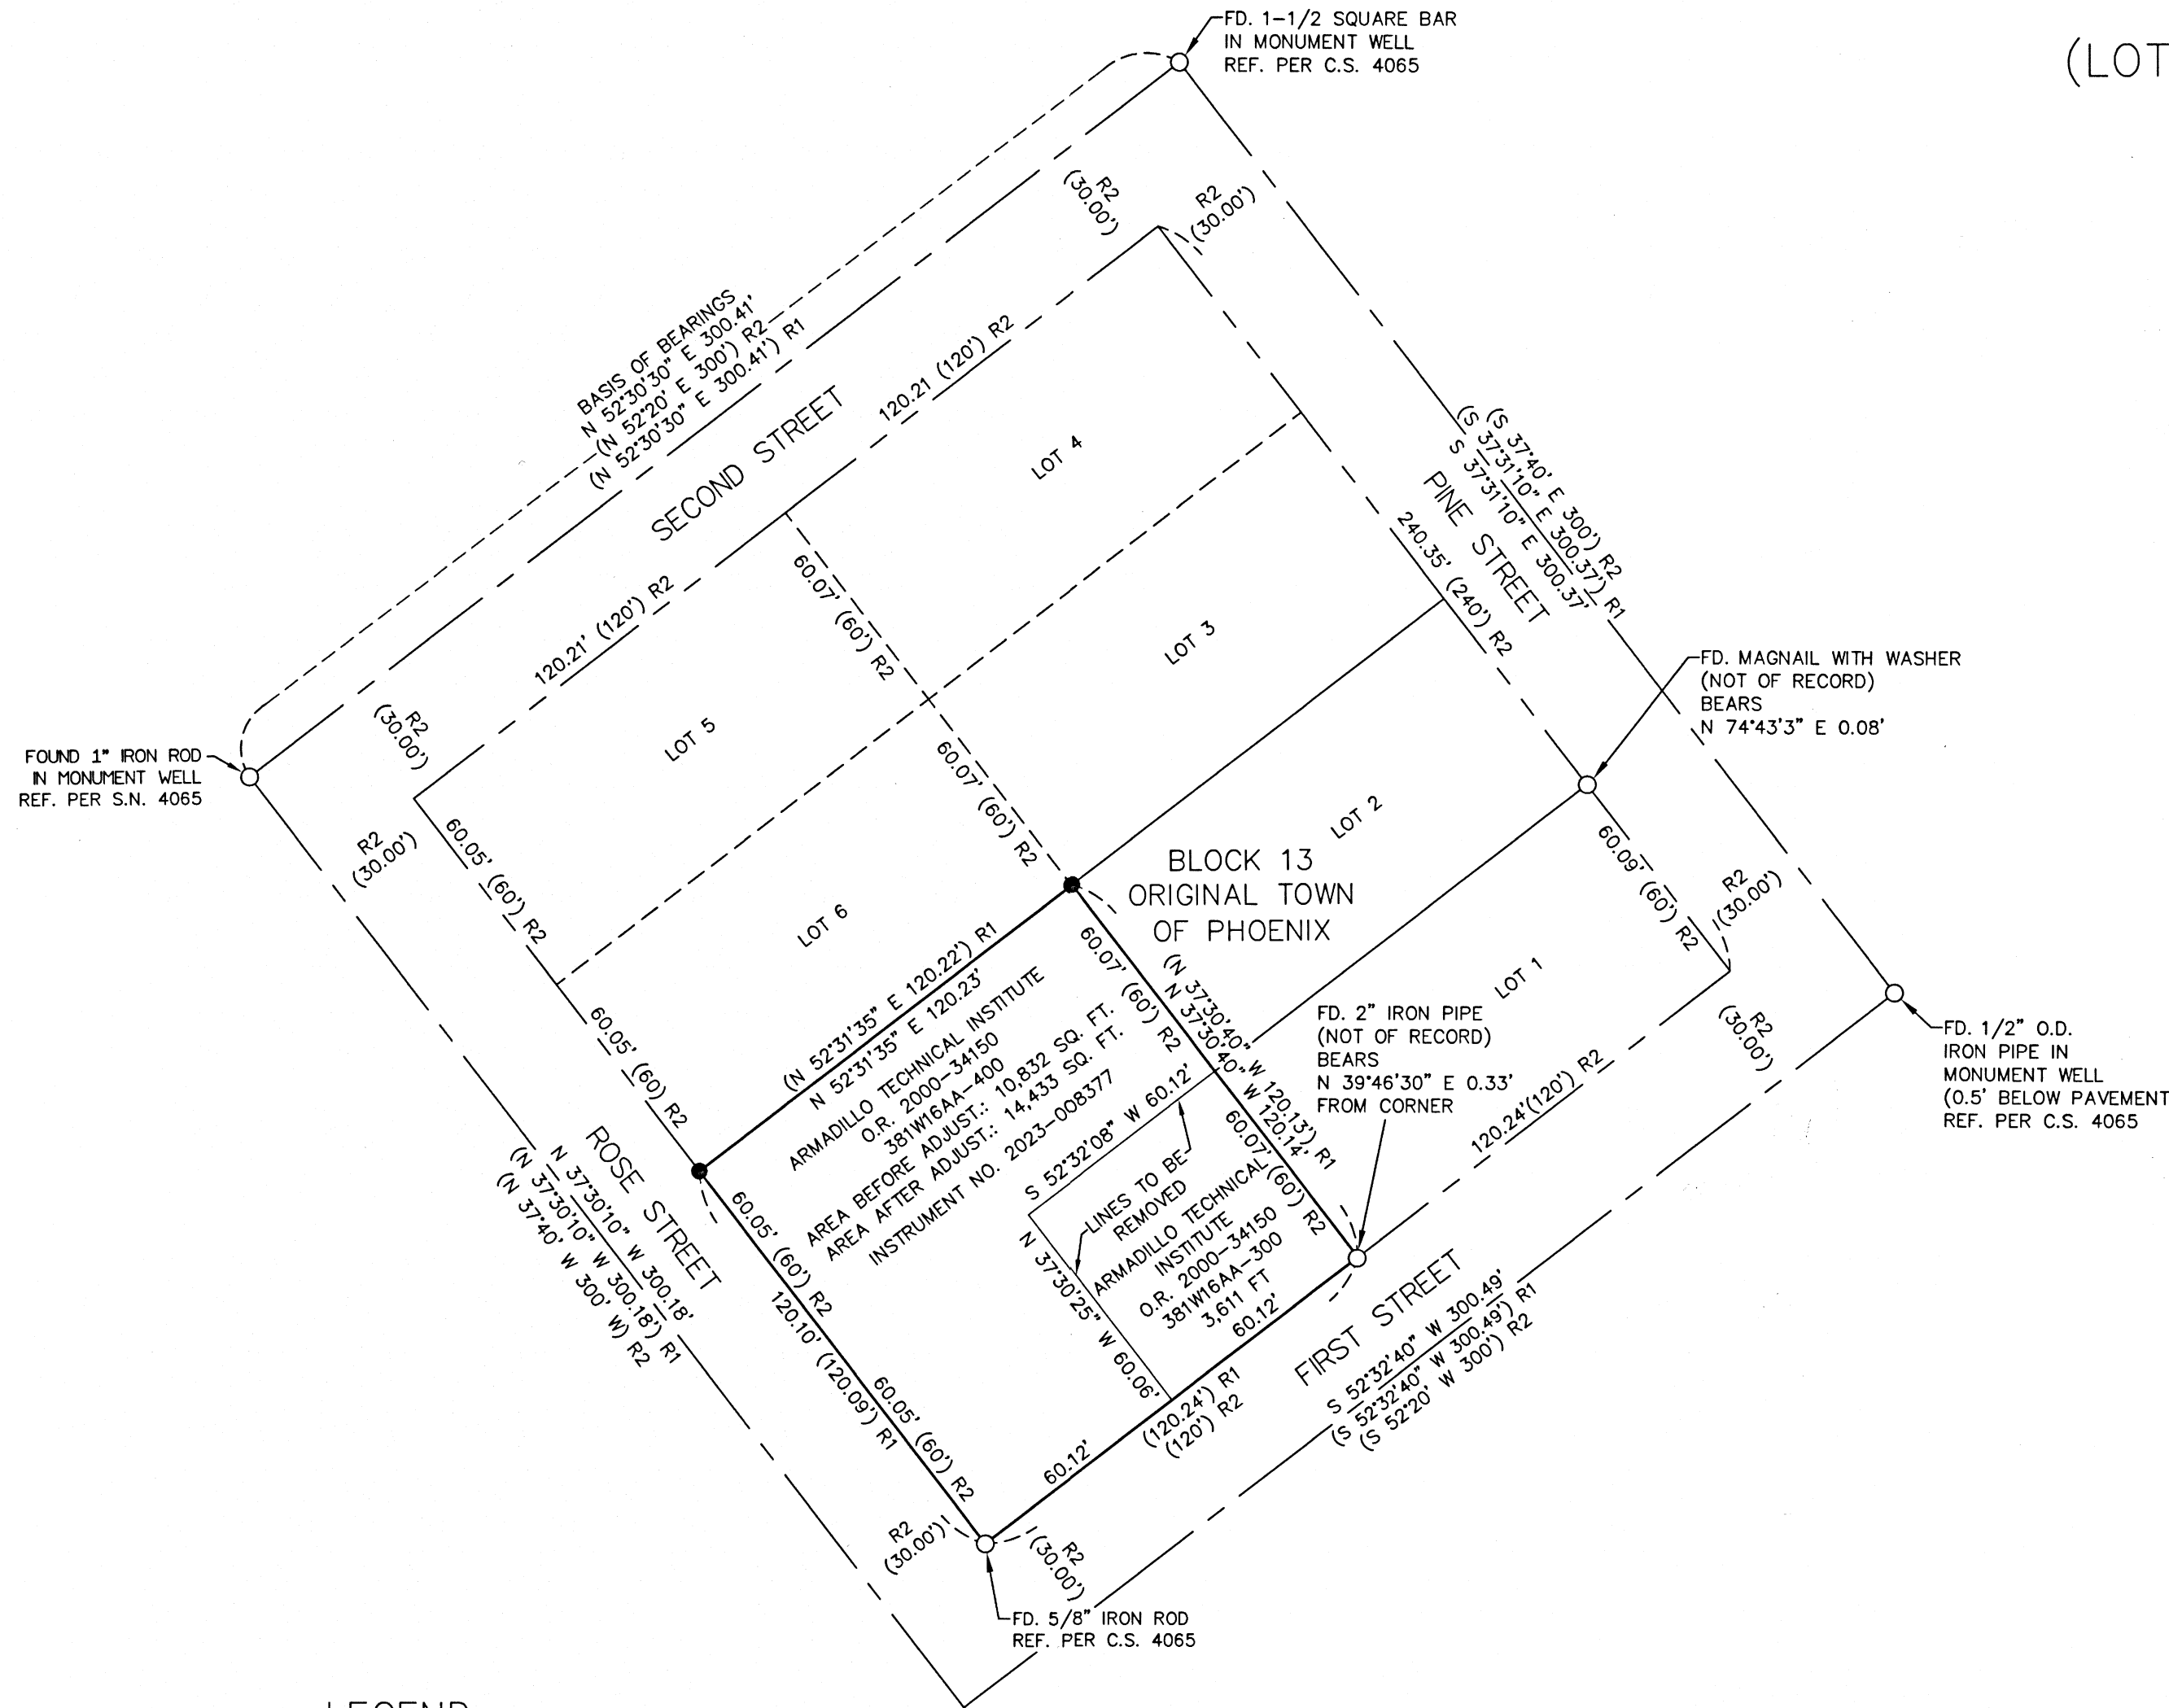 (LOT
FD. 1-1/2 SQUARE BAR
IN MONUMENT WELL
REF. PER C.S. 4065
R2
(30.00')
R2
(30.00')
BASIS OF BEARINGS
N 52°30'30" E 300.41'
(N 52°20' E 300') R2
(N 52°30'30" E 300.41') R1
SECOND STREET
120.21 (120') R2
LOT 4
(S 37°40' E 300') R2
(S 37°31'10" E 300.37') R1
S 37°31'10" E 300.37'
PINE STREET
240.35' (240') R2
60.07' (60') R2
120.21' (120') R2
LOT 3
FD. MAGNAIL WITH WASHER
(NOT OF RECORD)
BEARS
N 74°43'3" E 0.08'
R2
(30.00')
LOT 5
FOUND 1" IRON ROD
IN MONUMENT WELL
REF. PER S.N. 4065
60.07' (60') R2
LOT 2
R2
(30.00')
60.05' (60') R2
BLOCK 13
ORIGINAL TOWN
OF PHOENIX
60.09' (60') R2
R2
(30.00')
LOT 6
(N 52°31'35" E 120.22') R1
N 52°31'35" E 120.23'
60.07' (60') R2
(N 37°30'40" W 120.13') R1
N 37°30'40" W 120.14'
LOT 1
R2
(30.00')
FD. 2" IRON PIPE
(NOT OF RECORD)
BEARS
N 39°46'30" E 0.33'
FROM CORNER
FD. 1/2" O.D.
IRON PIPE IN
MONUMENT WELL
(0.5' BELOW PAVEMENT
REF. PER C.S. 4065
60.05' (60) R2
ARMADILLO TECHNICAL INSTITUTE
O.R. 2000-34150
381W16AA-400
AREA BEFORE ADJUST.: 10,832 SQ. FT.
AREA AFTER ADJUST.: 14,433 SQ. FT.
INSTRUMENT NO. 2023-008377
S 52°32'08" W 60.12'
60.07' (60') R2
120.24'(120') R2
ROSE STREET
N 37°30'10" W 300.18'
(N 37°30'10" W 300.18') R1
(N 37°40' W 300' W) R2
LINES TO BE
REMOVED
ARMADILLO TECHNICAL
INSTITUTE
O.R. 2000-34150
381W16AA-300
3,611 FT
60.12'
N 37°30'25" W 60.06'
60.05' (60') R2
120.10' (120.09') R1
60.05' (60') R2
FIRST STREET
S 52°32'40" W 300.49'
(S 52°32'40" W 300.49') R1
(S 52°20' W 300') R2
(120.24') R1
(120') R2
60.12'
R2
(30.00')
R2
(30.00')
FD. 5/8" IRON ROD
REF. PER C.S. 4065
LEGEND